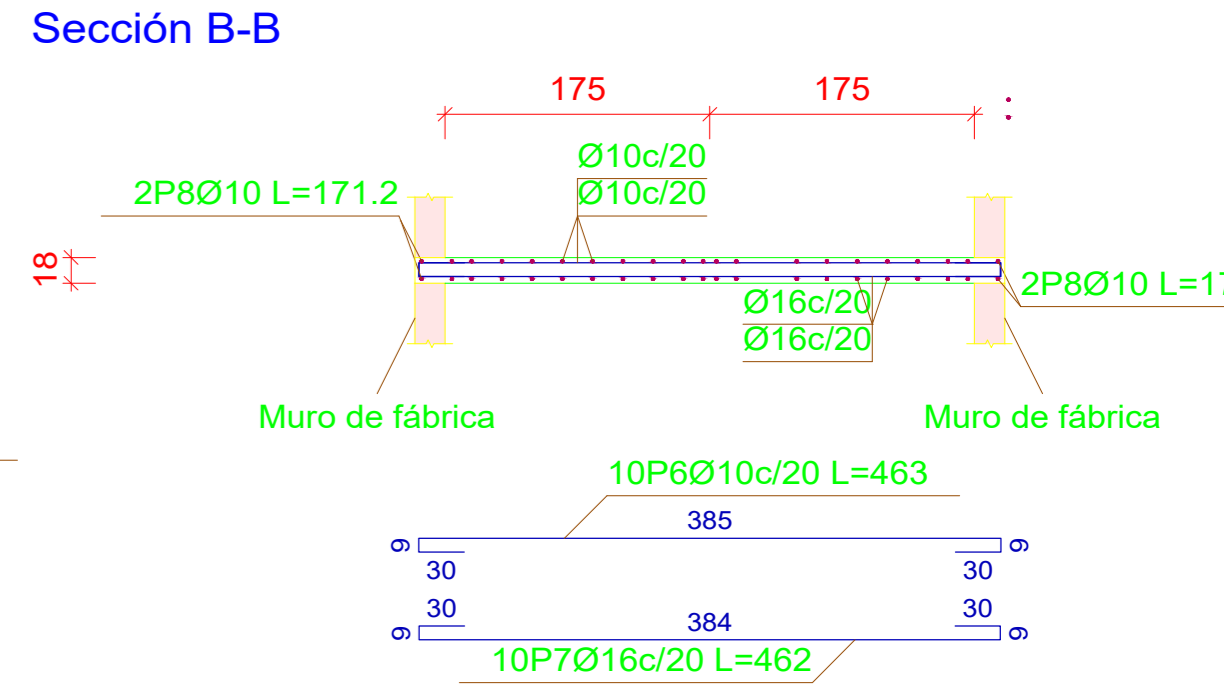 Sección B-B
175 175
Ø10c/20
Ø10c/20
2P8Ø10 L=171.2
18
2P8Ø10 L=17
Ø16c/20
Ø16c/20
Muro de fábrica Muro de fábrica
10P6Ø10c/20 L=463
385
9 9
30 30
30 30
9 384 9
10P7Ø16c/20 L=462